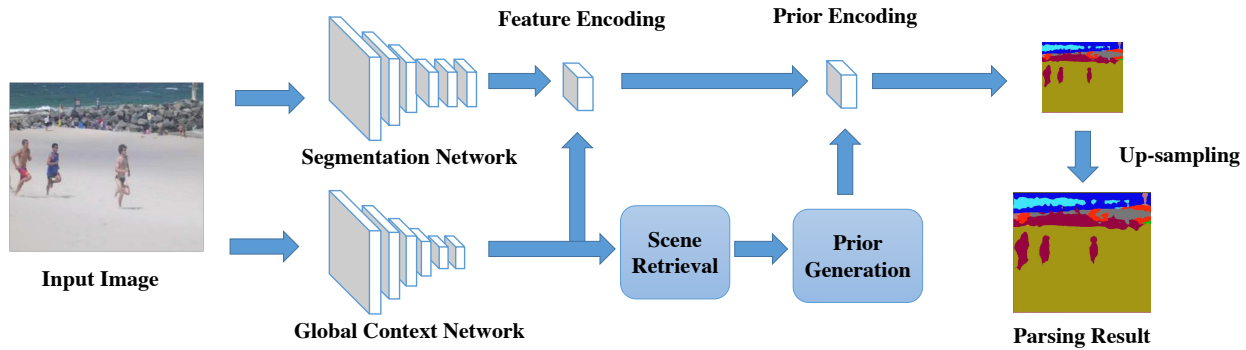 Feature Encoding
Prior Encoding
Segmentation Network
Up-sampling
Scene
Retrieval
Prior
Generation
Input Image
Global Context Network
Parsing Result